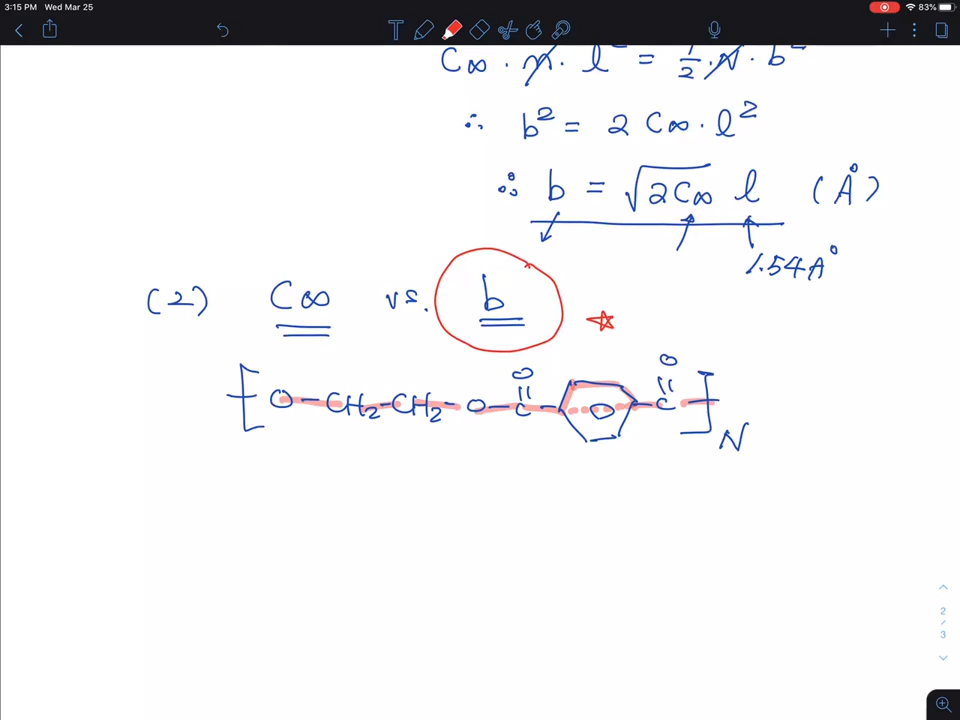 3:15 PM Wed Mar 25
83%
C∞ · n · l² = 1/2 · N · b²
∴ b² = 2 C∞ · l²
∴ b = √2C∞ l (Å)
1.54Å
(2) C∞ vs. b ☆
O O
[ O–CH₂–CH₂–O–C–⌬–C ]N
2
/
3